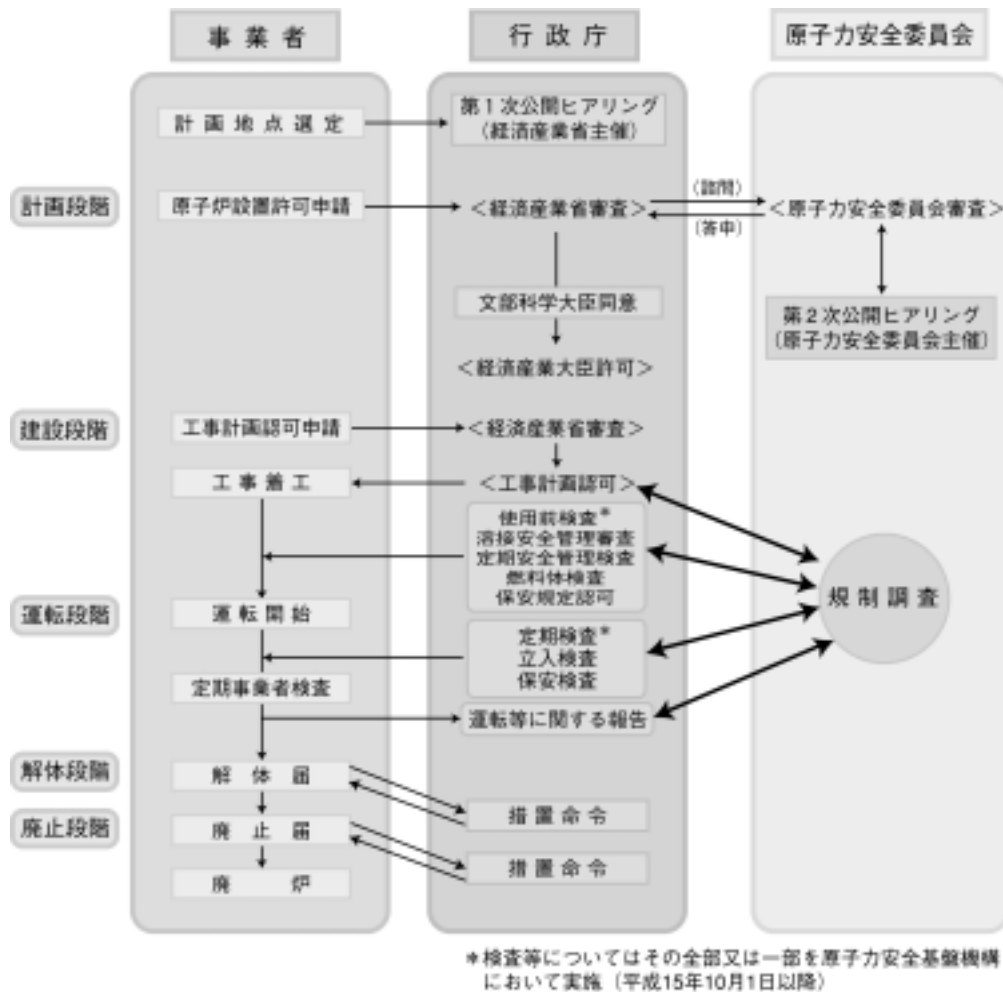 事業者
行政庁
原子力安全委員会
計画地点選定
第1次公開ヒアリング
(経済産業省主催)
計画段階
原子炉設置許可申請
<経済産業省審査>
(諮問)
(答申)
<原子力安全委員会審査>
文部科学大臣同意
第2次公開ヒアリング
(原子力安全委員会主催)
<経済産業大臣許可>
建設段階
工事計画認可申請
<経済産業省審査>
工事着工
<工事計画認可>
使用前検査*
溶接安全管理審査
定期安全管理検査
燃料体検査
保安規定認可
規制調査
運転段階
運転開始
定期検査*
立入検査
保安検査
定期事業者検査
運転等に関する報告
解体段階
解体届
措置命令
廃止段階
廃止届
措置命令
廃炉
*検査等についてはその全部又は一部を原子力安全基盤機構
において実施(平成15年10月1日以降)